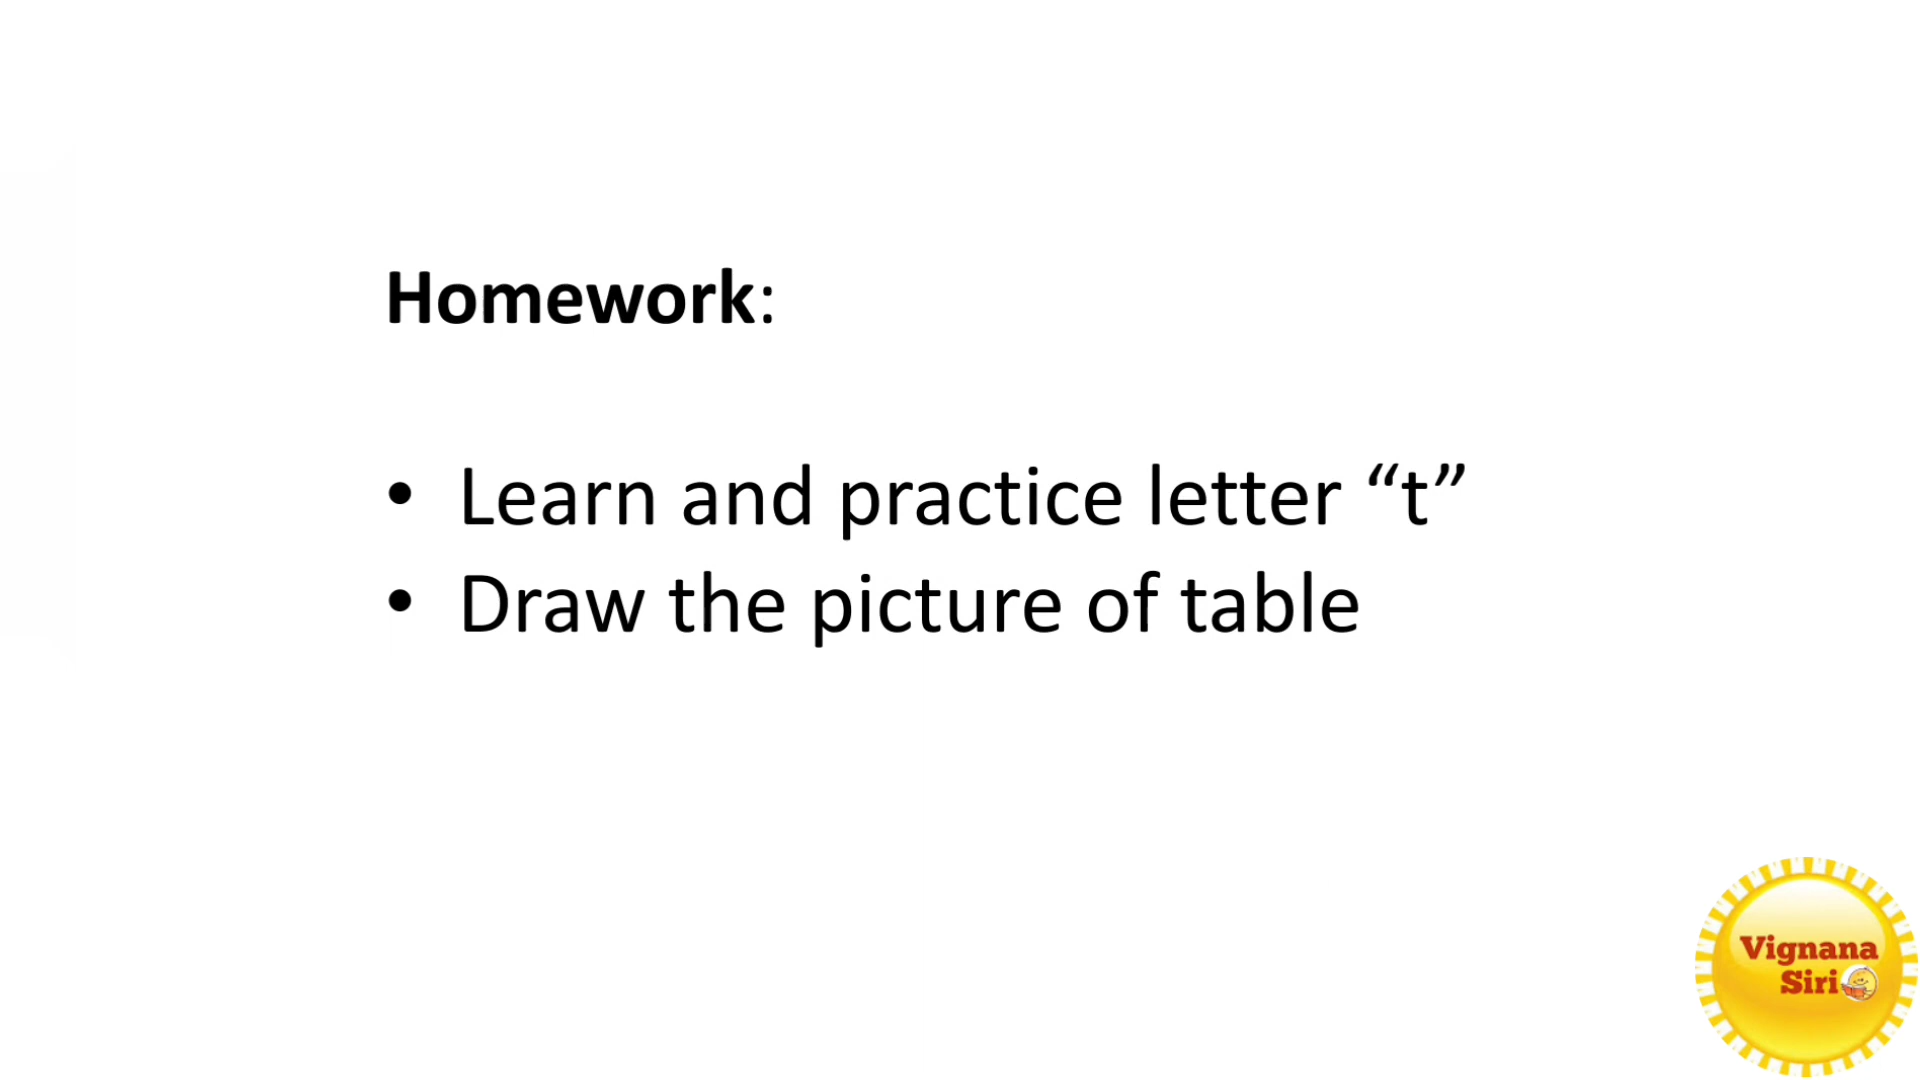 Homework:
• Learn and practice letter “t”
• Draw the picture of table
Vignana
Siri